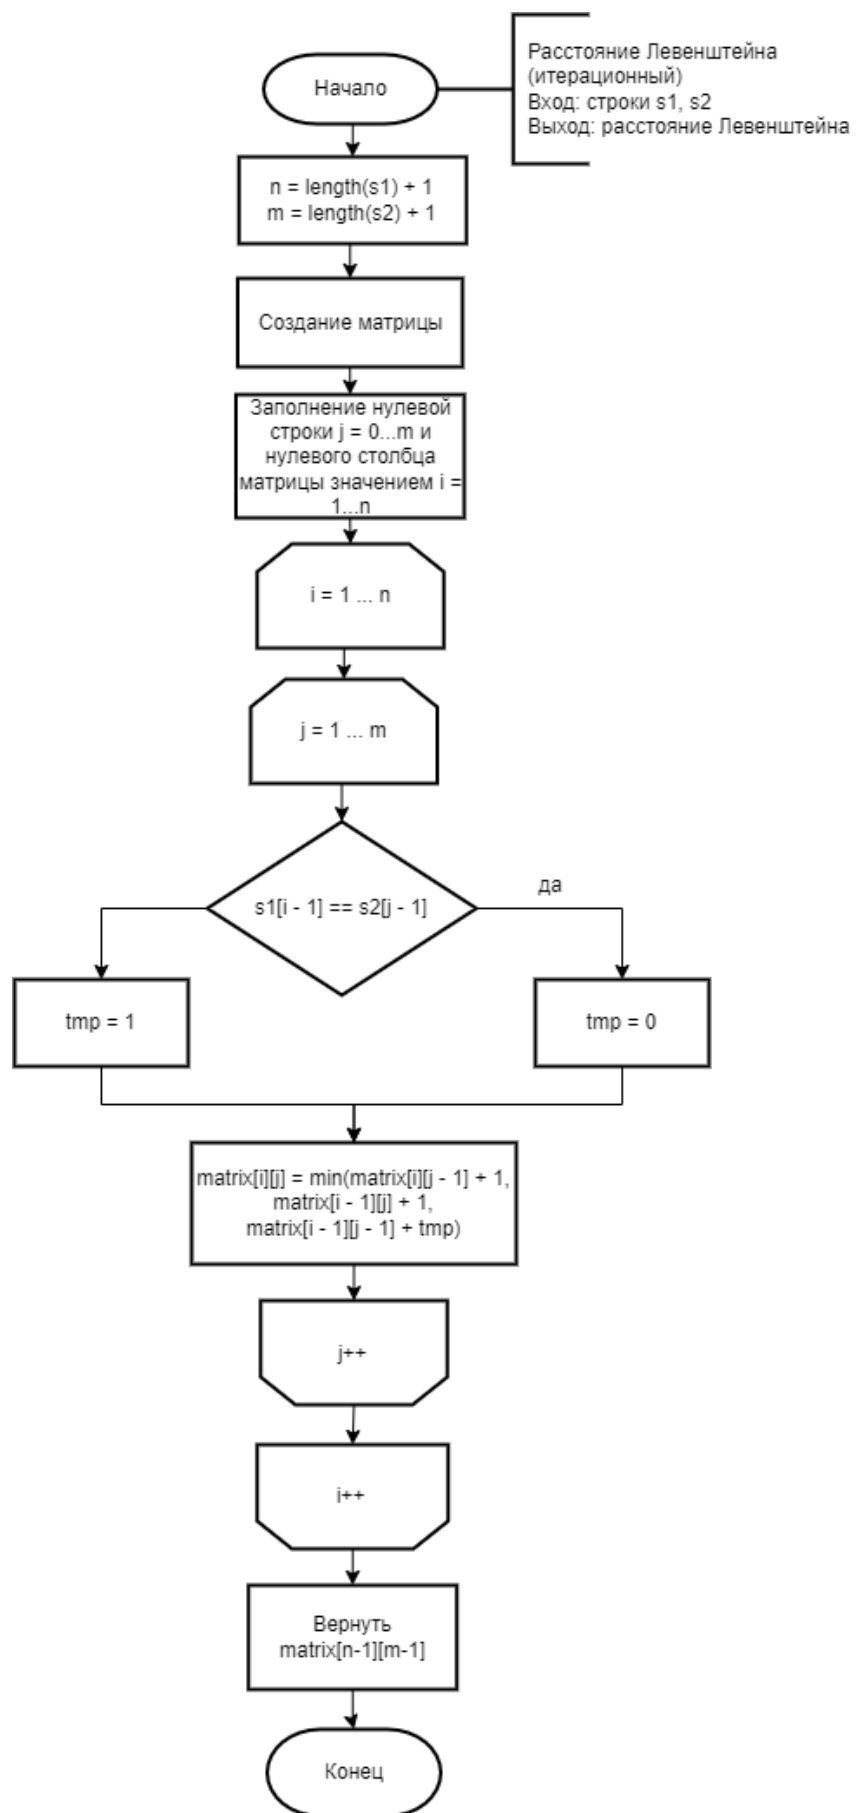 Начало
Расстояние Левенштейна
(итерационный)
Вход: строки s1, s2
Выход: расстояние Левенштейна
n = length(s1) + 1
m = length(s2) + 1
Создание матрицы
Заполнение нулевой
строки j = 0...m и
нулевого столбца
матрицы значением i =
1...n
i = 1 ... n
j = 1 ... m
s1[i - 1] == s2[j - 1]
да
tmp = 1
tmp = 0
matrix[i][j] = min(matrix[i][j - 1] + 1,
matrix[i - 1][j] + 1,
matrix[i - 1][j - 1] + tmp)
j++
i++
Вернуть
matrix[n-1][m-1]
Конец